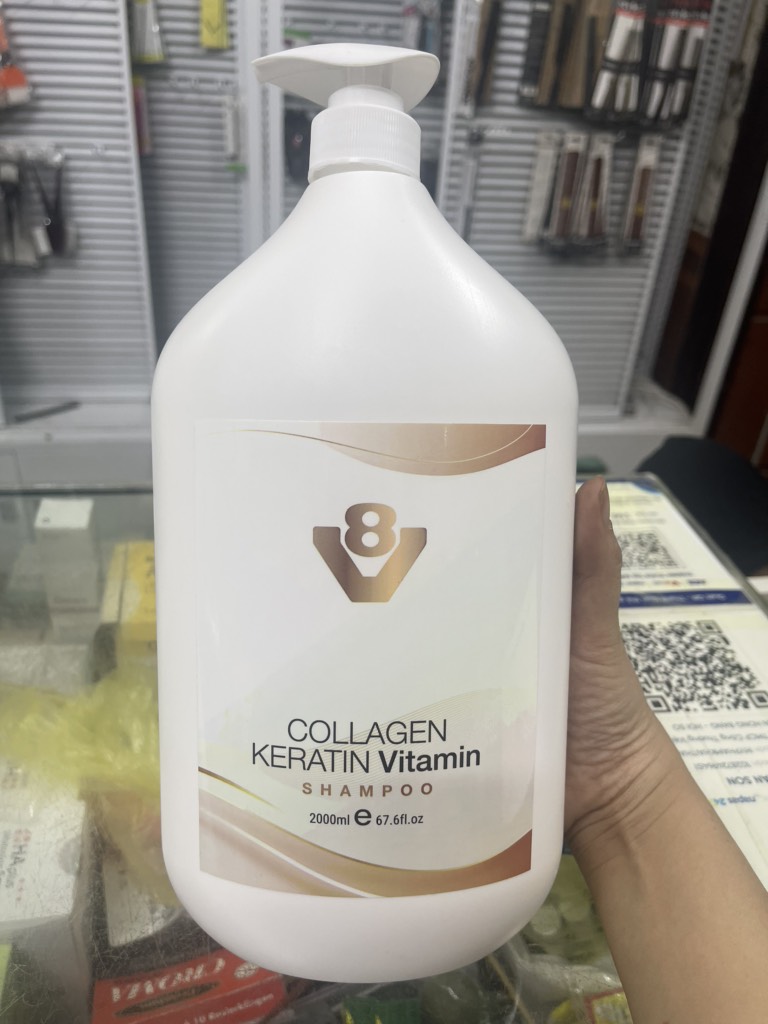 V8
COLLAGEN
KERATIN Vitamin
SHAMPOO
2000ml e 67.6fl.oz